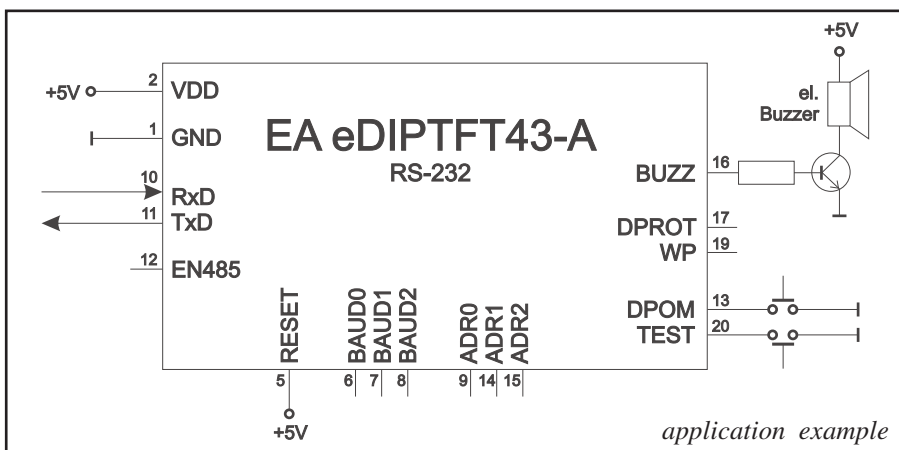 +5V
2
VDD
+5V
1
GND
EA eDIPTFT43-A
RS-232
el.
Buzzer
16
BUZZ
10
RxD
11
TxD
17
DPROT
19
WP
12
EN485
13
DPOM
20
TEST
RESET
BAUD0
BAUD1
BAUD2
ADR0
ADR1
ADR2
5
6
7
8
9
14
15
+5V
application example